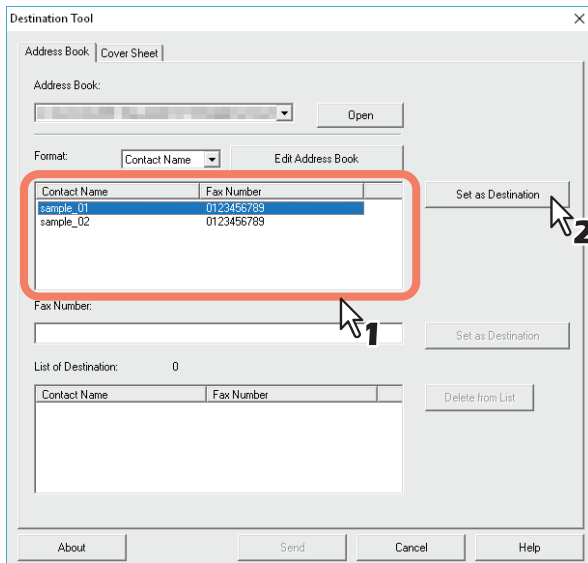 Destination Tool
Address Book Cover Sheet
Address Book:
Open
Format: Contact Name Edit Address Book
Contact Name Fax Number
sample_01 0123456789
sample_02 0123456789
Set as Destination
2
1
Fax Number:
Set as Destination
List of Destination: 0
Contact Name Fax Number
Delete from List
About Send Cancel Help